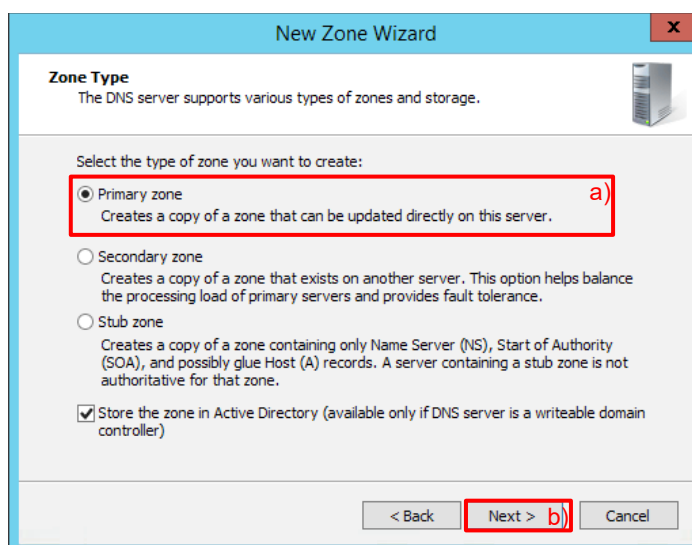 New Zone Wizard
x
Zone Type
The DNS server supports various types of zones and storage.
Select the type of zone you want to create:
Primary zone a)
Creates a copy of a zone that can be updated directly on this server.
Secondary zone
Creates a copy of a zone that exists on another server. This option helps balance
the processing load of primary servers and provides fault tolerance.
Stub zone
Creates a copy of a zone containing only Name Server (NS), Start of Authority
(SOA), and possibly glue Host (A) records. A server containing a stub zone is not
authoritative for that zone.
Store the zone in Active Directory (available only if DNS server is a writeable domain
controller)
< Back Next > b) Cancel